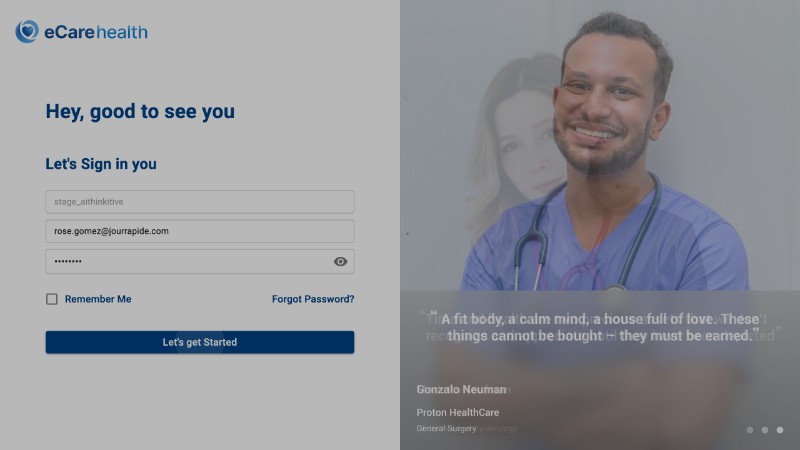 eCarehealth
Hey, good to see you
Let's Sign in you
stage_aithinkitive
rose.gomez@jourrapide.com
••••••••
Remember Me
Forgot Password?
Let's get Started
“A fit body, a calm mind, a house full of love. These
things cannot be bought – they must be earned.”
Gonzalo Neuman
Proton HealthCare
General Surgery